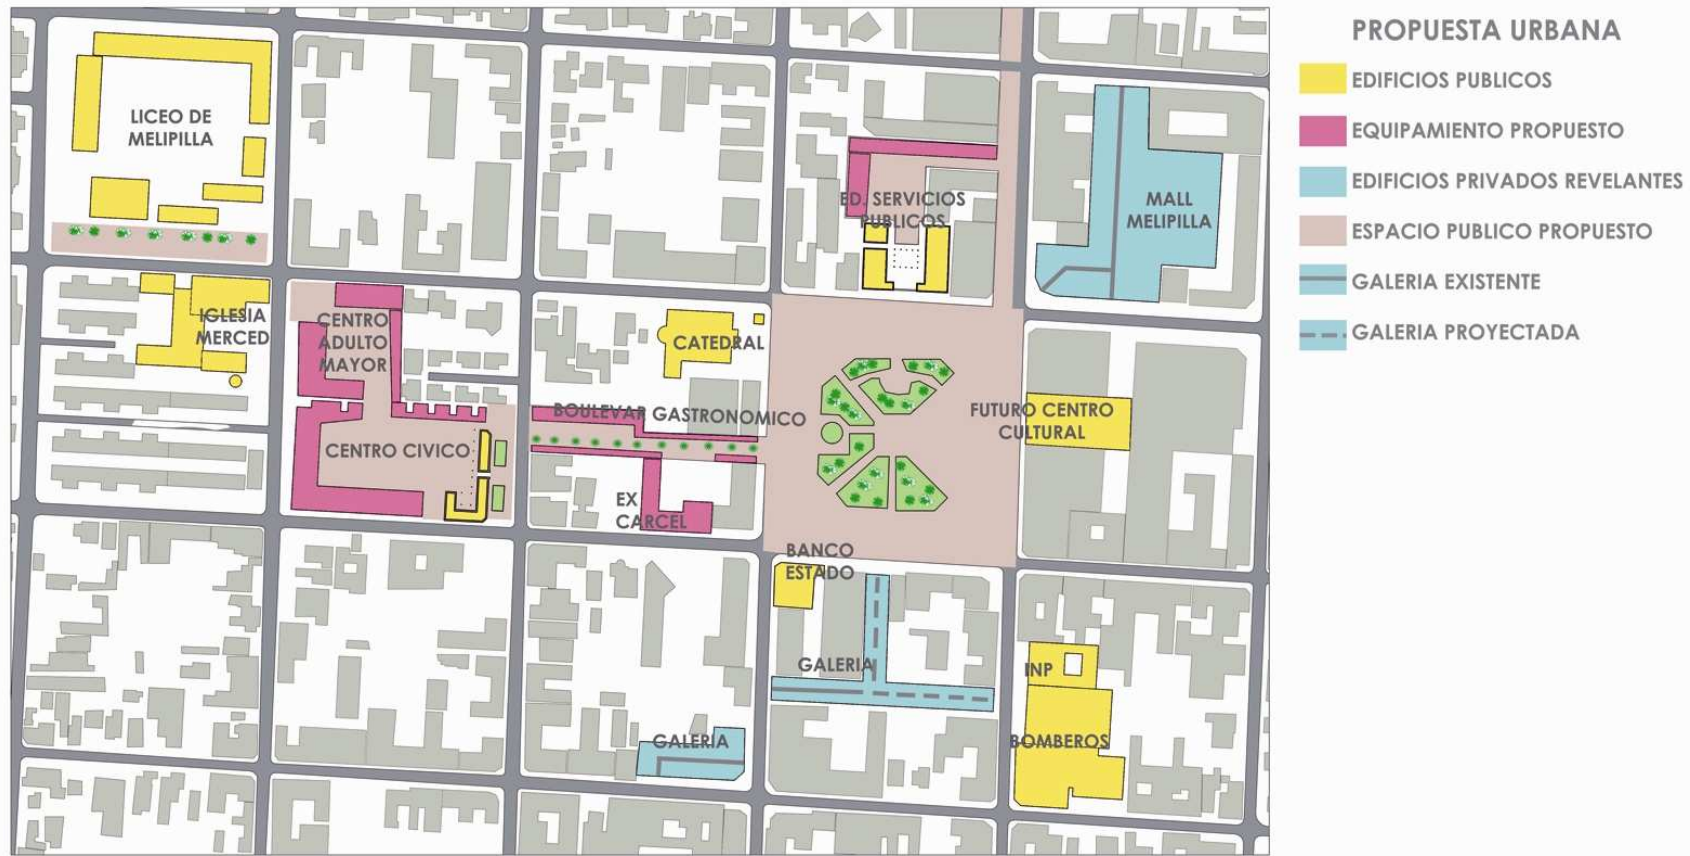 PROPUESTA URBANA
EDIFICIOS PUBLICOS
EQUIPAMIENTO PROPUESTO
EDIFICIOS PRIVADOS REVELANTES
ESPACIO PUBLICO PROPUESTO
GALERIA EXISTENTE
GALERIA PROYECTADA
LICEO DE
MELIPILLA
ED. SERVICIOS
PUBLICOS
MALL
MELIPILLA
IGLESIA
MERCED
CENTRO
ADULTO
MAYOR
CATEDRAL
BOULEVAR GASTRONOMICO
FUTURO CENTRO
CULTURAL
CENTRO CIVICO
EX
CARCEL
BANCO
ESTADO
GALERIA
INP
GALERIA
BOMBEROS